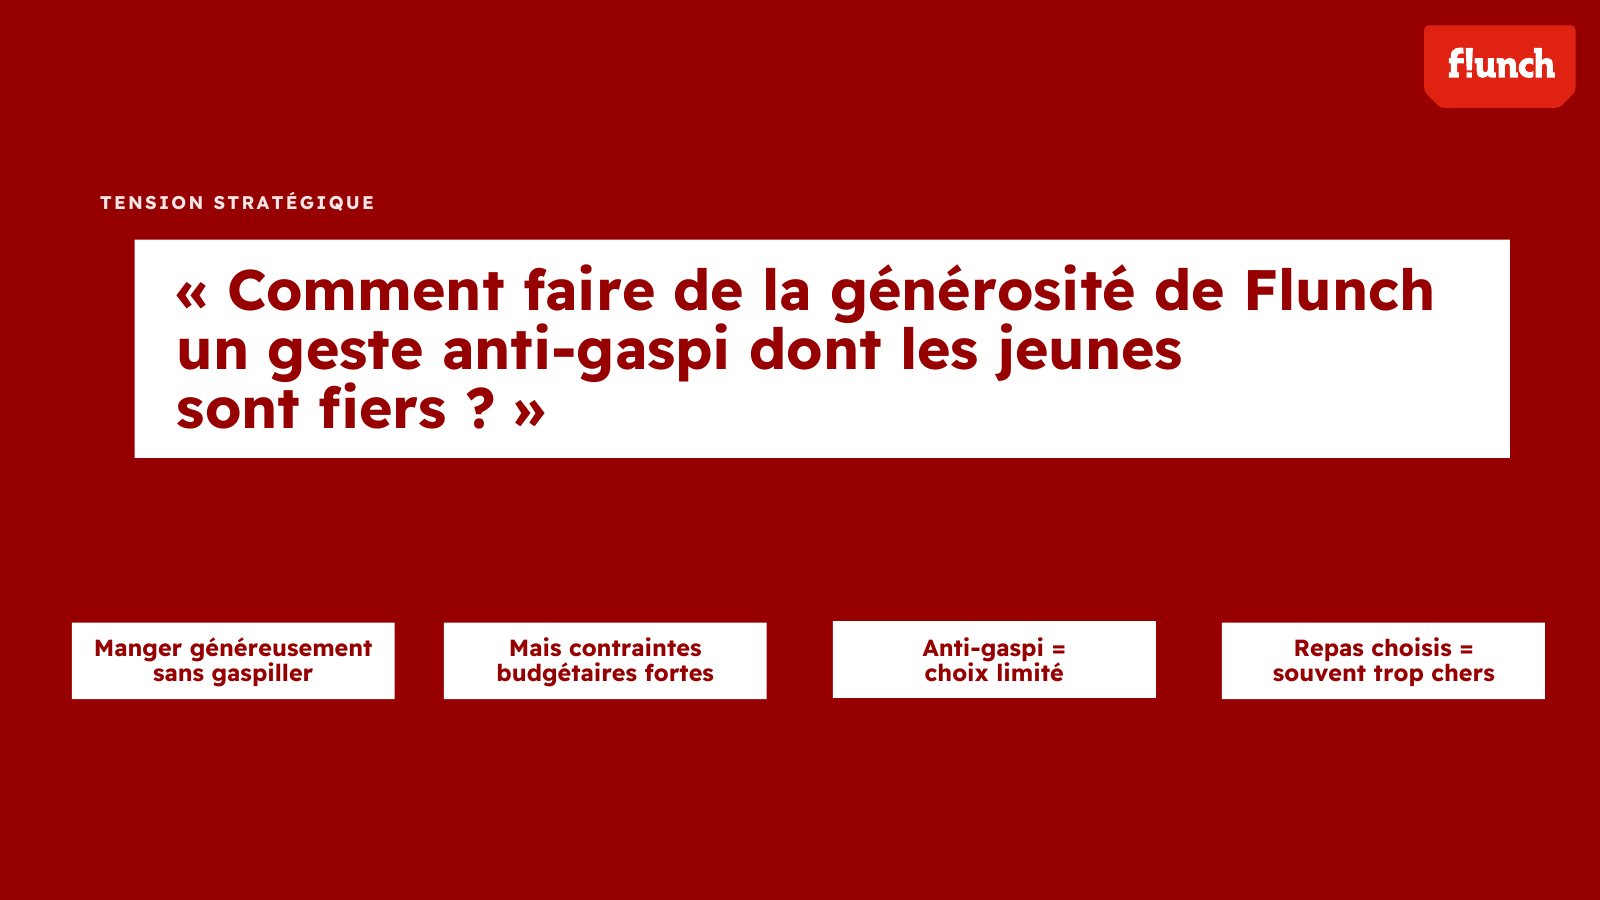 f!unch
TENSION STRATÉGIQUE
« Comment faire de la générosité de Flunch
un geste anti-gaspi dont les jeunes
sont fiers ? »
Manger généreusement
sans gaspiller
Mais contraintes
budgétaires fortes
Anti-gaspi =
choix limité
Repas choisis =
souvent trop chers